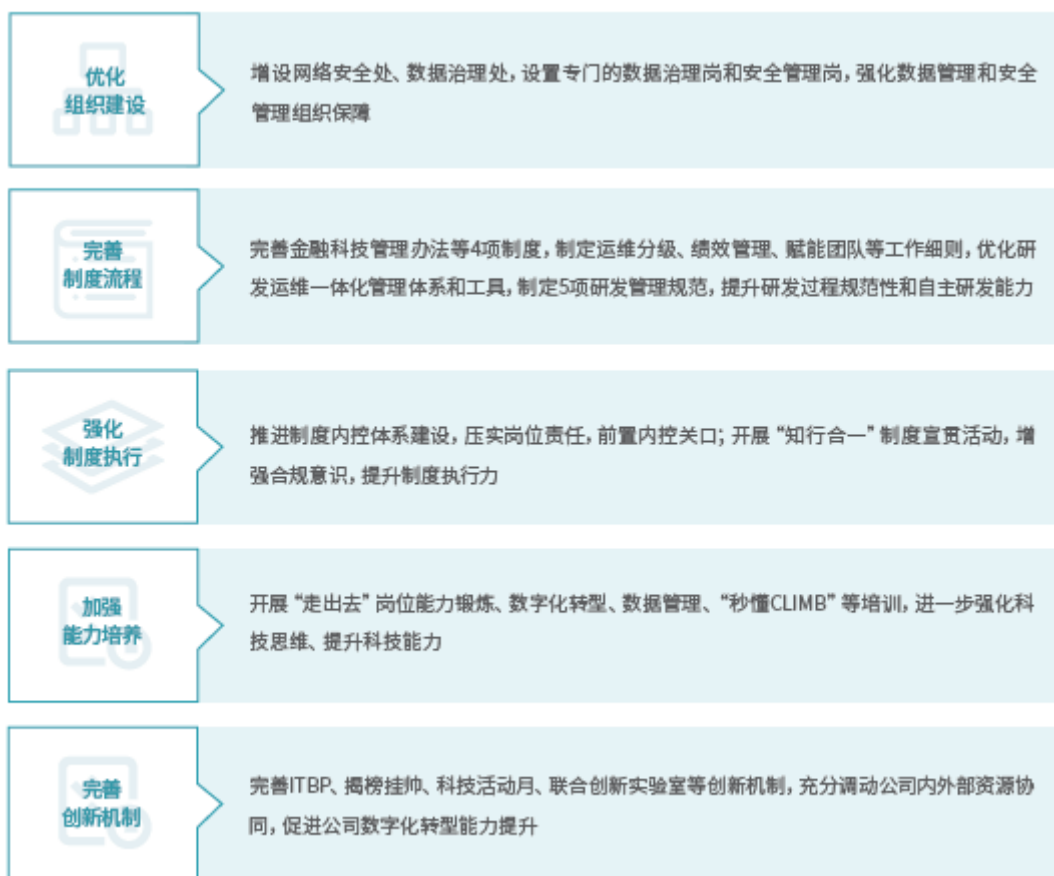 优化
组织建设
增设网络安全处、数据治理处，设置专门的数据治理岗和安全管理岗，强化数据管理和安全
管理组织保障
完善
制度流程
完善金融科技管理办法等4项制度，制定运维分级、绩效管理、赋能团队等工作细则，优化研
发运维一体化管理体系和工具，制定5项研发管理规范，提升研发过程规范性和自主研发能力
强化
制度执行
推进制度内控体系建设，压实岗位责任，前置内控关口；开展“知行合一”制度宣贯活动，增
强合规意识，提升制度执行力
加强
能力培养
开展“走出去”岗位能力锻炼、数字化转型、数据管理、“秒懂CLIMB”等培训，进一步强化科
技思维、提升科技能力
完善
创新机制
完善ITBP、揭榜挂帅、科技活动月、联合创新实验室等创新机制，充分调动公司内外部资源协
同，促进公司数字化转型能力提升